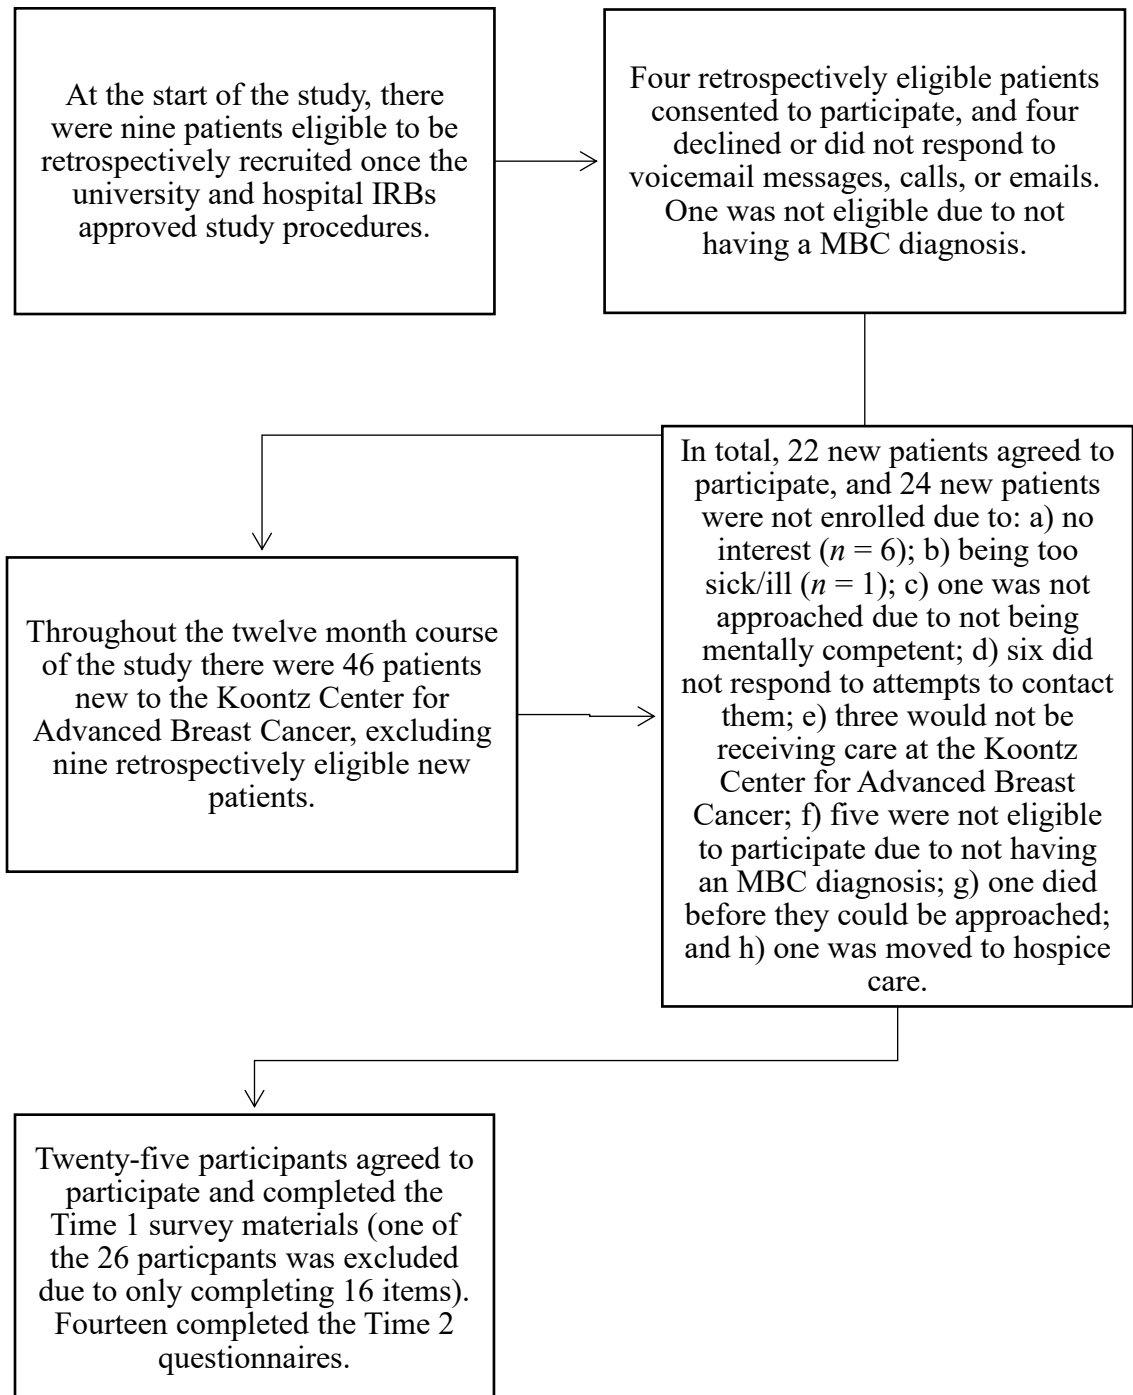 At the start of the study, there
were nine patients eligible to be
retrospectively recruited once the
university and hospital IRBs
approved study procedures.
Four retrospectively eligible patients
consented to participate, and four
declined or did not respond to
voicemail messages, calls, or emails.
One was not eligible due to not
having a MBC diagnosis.
Throughout the twelve month course
of the study there were 46 patients
new to the Koontz Center for
Advanced Breast Cancer, excluding
nine retrospectively eligible new
patients.
In total, 22 new patients agreed to
participate, and 24 new patients
were not enrolled due to: a) no
interest (n = 6); b) being too
sick/ill (n = 1); c) one was not
approached due to not being
mentally competent; d) six did
not respond to attempts to contact
them; e) three would not be
receiving care at the Koontz
Center for Advanced Breast
Cancer; f) five were not eligible
to participate due to not having
an MBC diagnosis; g) one died
before they could be approached;
and h) one was moved to hospice
care.
Twenty-five participants agreed to
participate and completed the
Time 1 survey materials (one of
the 26 particpants was excluded
due to only completing 16 items).
Fourteen completed the Time 2
questionnaires.